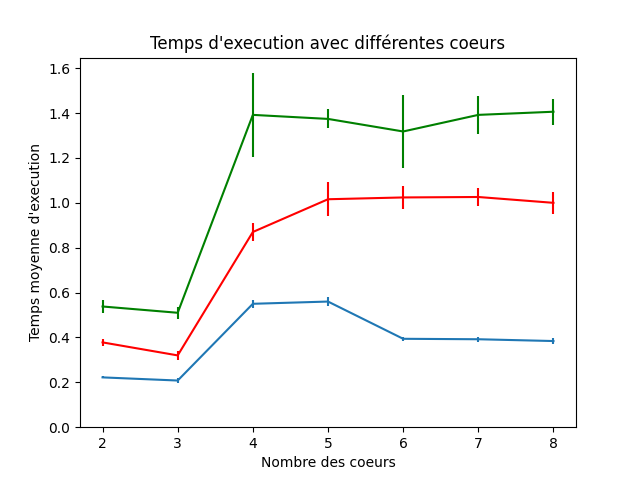 Temps d'execution avec différentes coeurs
Temps moyenne d'execution
1.6
1.4
1.2
1.0
0.8
0.6
0.4
0.2
0.0
2 3 4 5 6 7 8
Nombre des coeurs